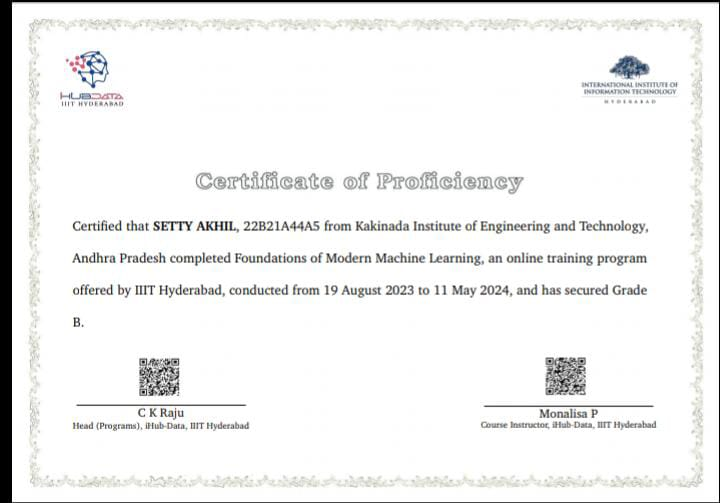 HUBDATA
IIIT HYDERABAD
INTERNATIONAL INSTITUTE OF
INFORMATION TECHNOLOGY
HYDERABAD
Certificate of Proficiency
Certified that SETTY AKHIL, 22B21A44A5 from Kakinada Institute of Engineering and Technology,
Andhra Pradesh completed Foundations of Modern Machine Learning, an online training program
offered by IIIT Hyderabad, conducted from 19 August 2023 to 11 May 2024, and has secured Grade
B.
C K Raju
Head (Programs), iHub-Data, IIIT Hyderabad
Monalisa P
Course Instructor, iHub-Data, IIIT Hyderabad